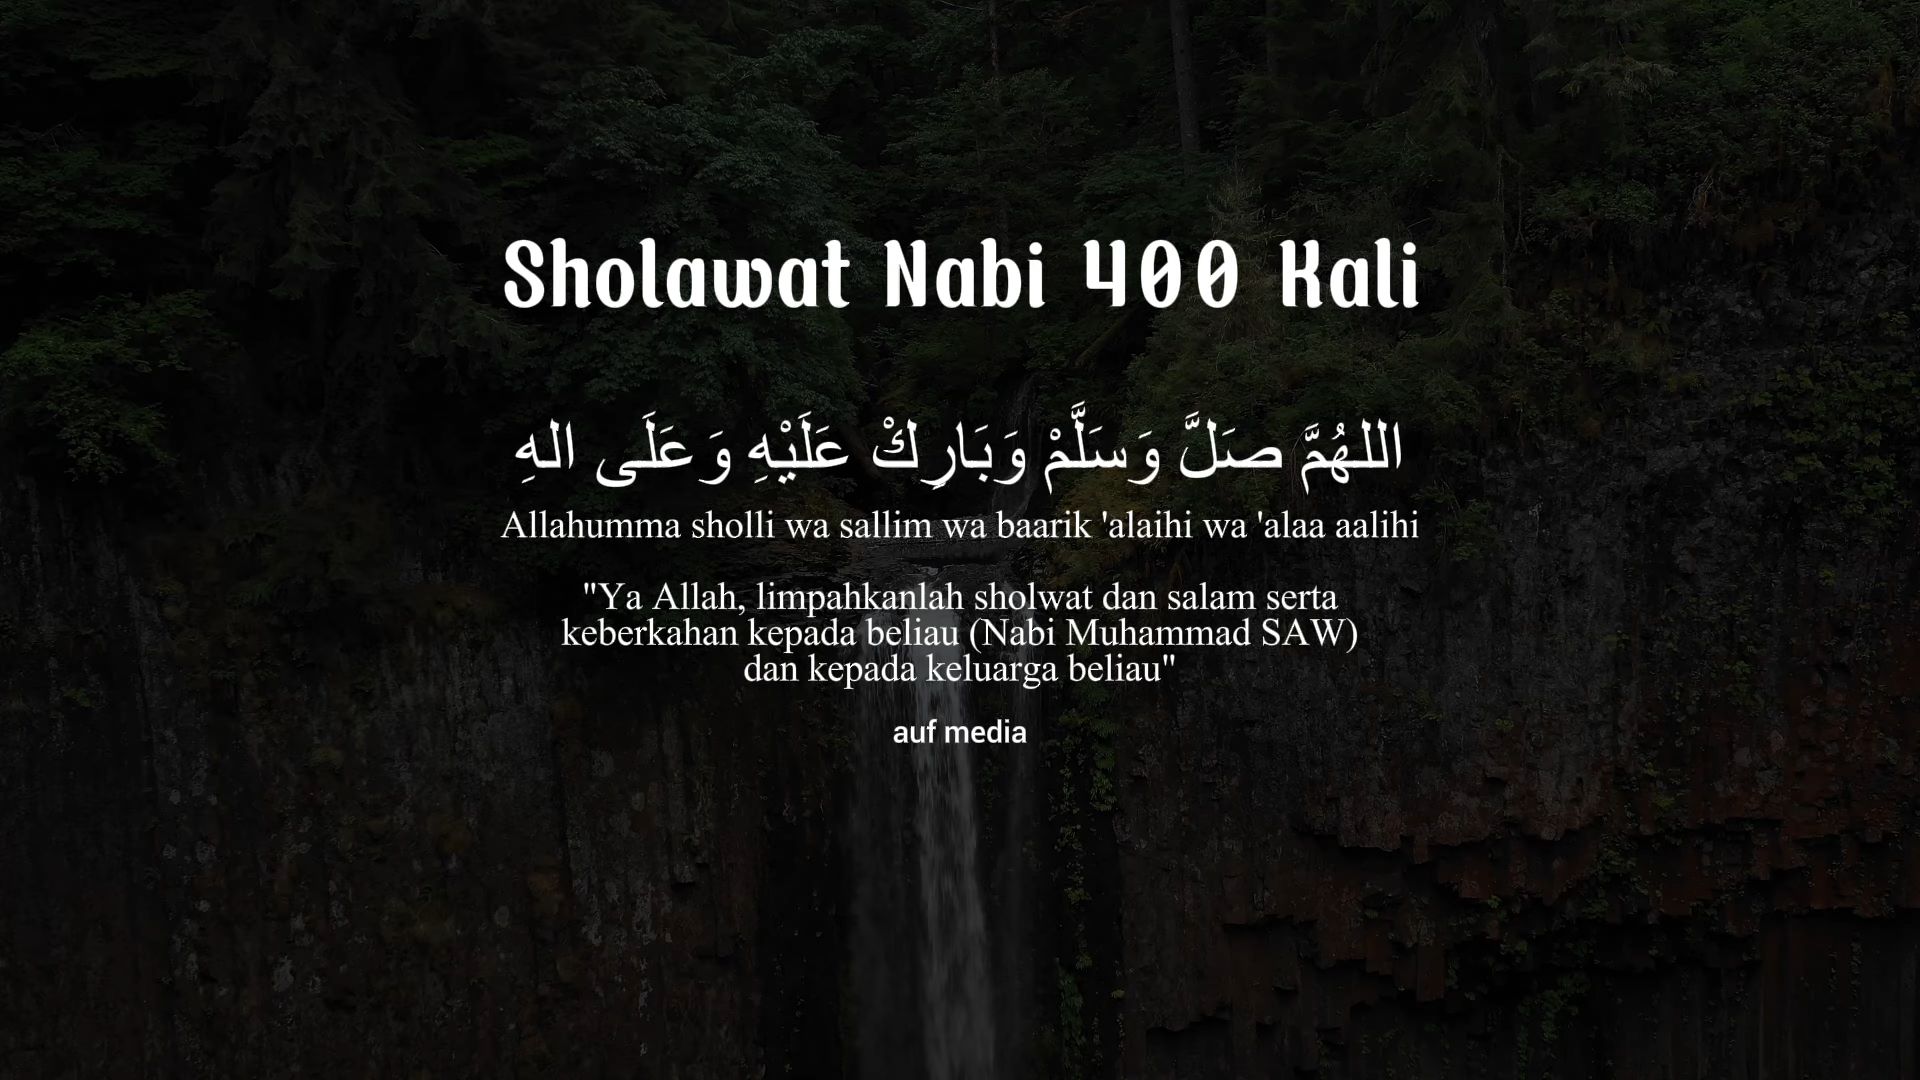 Sholawat Nabi 400 Kali
اللهُمَّ صَلَّ وَسَلَّمْ وَبَارِكْ عَلَيْهِ وَعَلَى الهِ
Allahumma sholli wa sallim wa baarik 'alaihi wa 'alaa aalihi
"Ya Allah, limpahkanlah sholwat dan salam serta
keberkahan kepada beliau (Nabi Muhammad SAW)
dan kepada keluarga beliau"
auf media